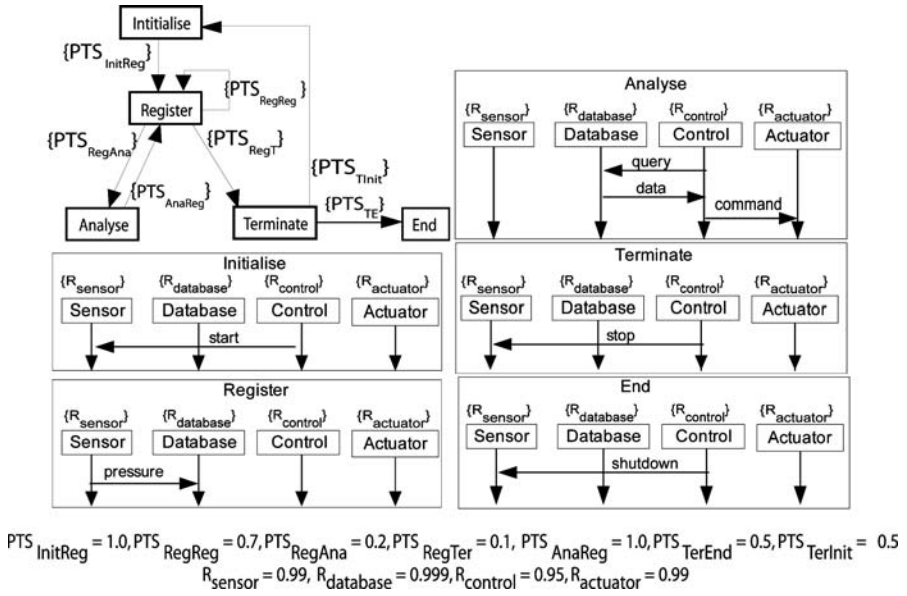 Intitialise
{PTS_InitReg}
Register
{PTS_RegReg}
{PTS_RegAna}
{PTS_RegT}
{PTS_AnaReg}
{PTS_TInit}
{PTS_TE}
Analyse
Terminate
End
Analyse
{R_sensor} {R_database} {R_control} {R_actuator}
Sensor Database Control Actuator
query
data
command
Initialise
{R_sensor} {R_database} {R_control} {R_actuator}
Sensor Database Control Actuator
start
Terminate
{R_sensor} {R_database} {R_control} {R_actuator}
Sensor Database Control Actuator
stop
Register
{R_sensor} {R_database} {R_control} {R_actuator}
Sensor Database Control Actuator
pressure
End
{R_sensor} {R_database} {R_control} {R_actuator}
Sensor Database Control Actuator
shutdown
PTS_InitReg = 1.0, PTS_RegReg = 0.7, PTS_RegAna = 0.2, PTS_RegTer = 0.1, PTS_AnaReg = 1.0, PTS_TerEnd = 0.5, PTS_TerInit = 0.5
R_sensor = 0.99, R_database = 0.999, R_control = 0.95, R_actuator = 0.99